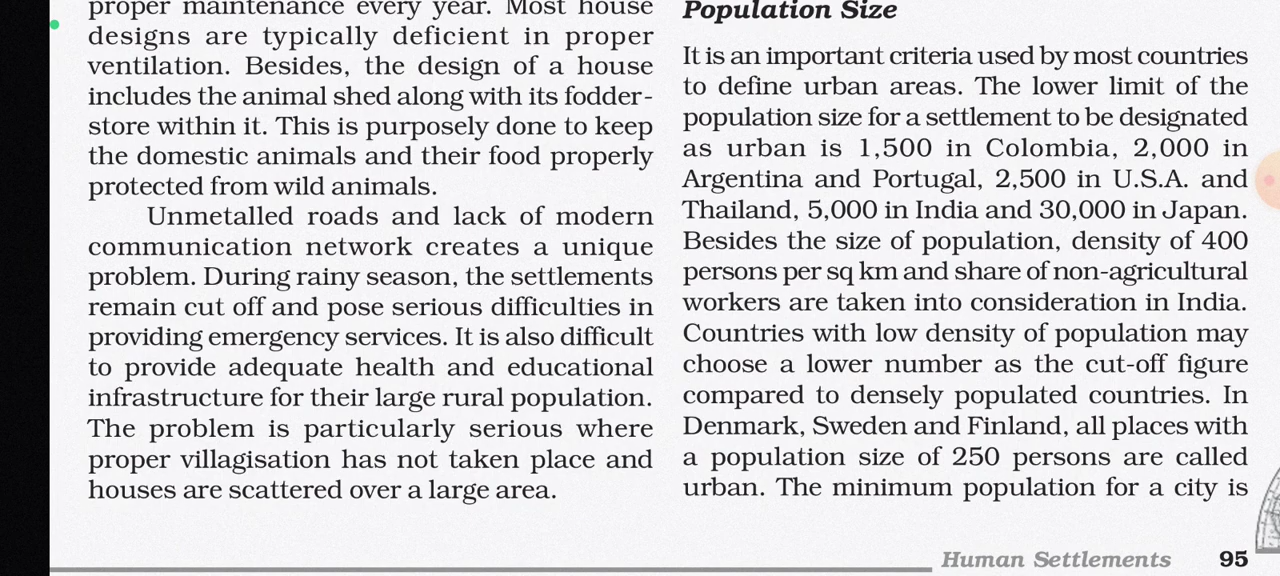 proper maintenance every year. Most house
designs are typically deficient in proper
ventilation. Besides, the design of a house
includes the animal shed along with its fodder-
store within it. This is purposely done to keep
the domestic animals and their food properly
protected from wild animals.
Unmetalled roads and lack of modern
communication network creates a unique
problem. During rainy season, the settlements
remain cut off and pose serious difficulties in
providing emergency services. It is also difficult
to provide adequate health and educational
infrastructure for their large rural population.
The problem is particularly serious where
proper villagisation has not taken place and
houses are scattered over a large area.
Population Size
It is an important criteria used by most countries
to define urban areas. The lower limit of the
population size for a settlement to be designated
as urban is 1,500 in Colombia, 2,000 in
Argentina and Portugal, 2,500 in U.S.A. and
Thailand, 5,000 in India and 30,000 in Japan.
Besides the size of population, density of 400
persons per sq km and share of non-agricultural
workers are taken into consideration in India.
Countries with low density of population may
choose a lower number as the cut-off figure
compared to densely populated countries. In
Denmark, Sweden and Finland, all places with
a population size of 250 persons are called
urban. The minimum population for a city is
Human Settlements 95